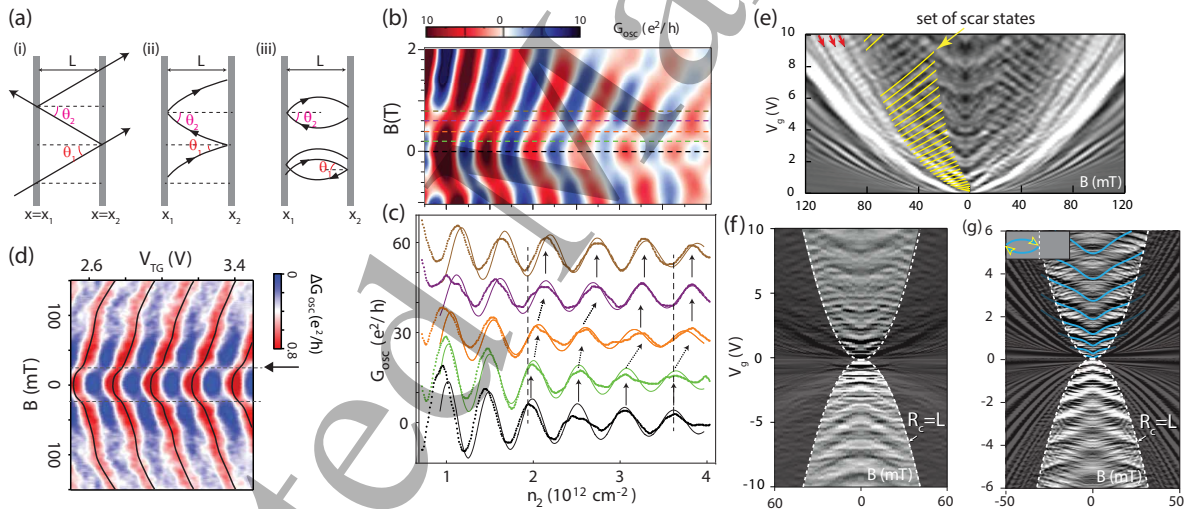 (a)
(i)
(ii)
(iii)
L
L
L
θ2
θ2
θ2
θ1
θ1
θ1
x=x1
x=x2
x1
x2
x1
x2
(b)
10
0
10
Gosc (e²/h)
B(T)
2
1
0
(c)
Gosc (e²/h)
60
30
0
1
2
3
4
n2 (10¹² cm⁻²)
(d)
VTG (V)
2.6
3.4
B (mT)
100
0
100
0
0.8
ΔGosc (e²/h)
(e)
set of scar states
Vg (V)
10
8
6
4
2
0
B (mT)
120
80
40
0
40
80
120
(f)
Vg (V)
10
5
0
-5
-10
Rc=L
B (mT)
60
0
60
(g)
6
4
2
0
-2
-4
-6
Rc=L
B (mT)
-50
0
50